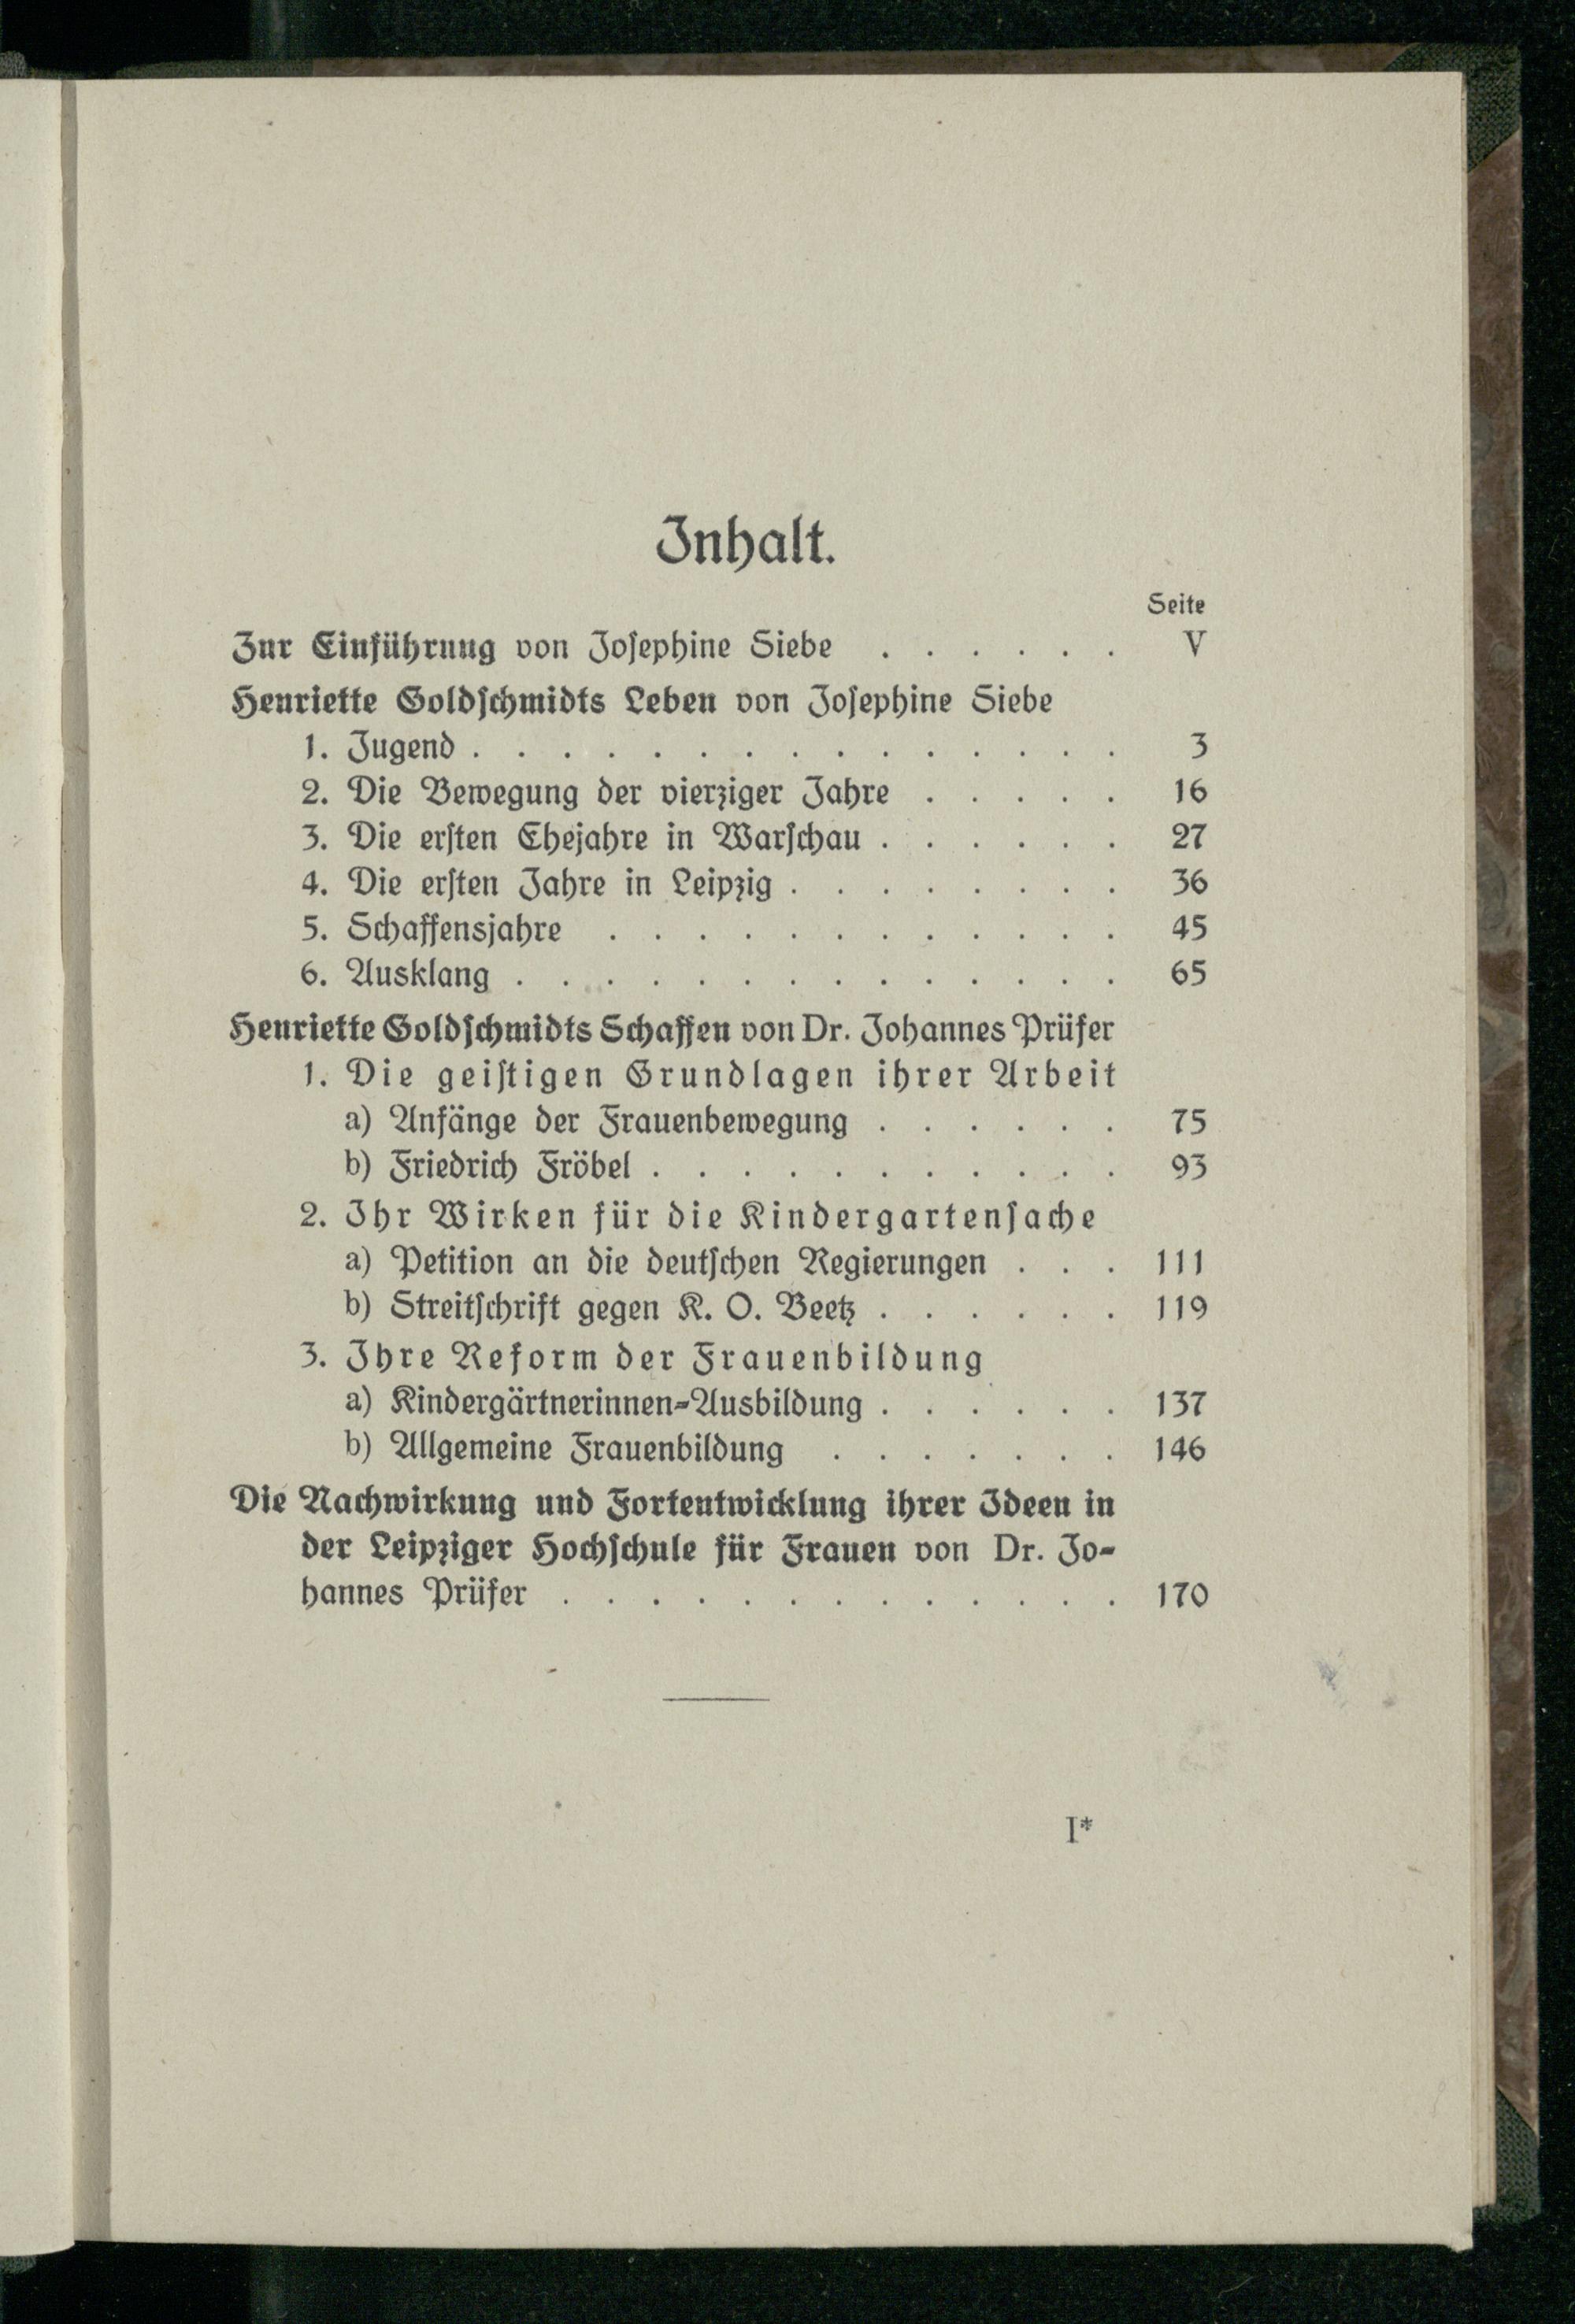 Inhalt.
Seite
Zur Einführung von Joſephine Siebe . . . . . . V
Henriette Goldſchmidts Leben von Joſephine Siebe
1. Jugend . . . . . . . . . . . . . . . 3
2. Die Bewegung der vierziger Jahre . . . . . 16
3. Die erſten Ehejahre in Warſchau . . . . . . 27
4. Die erſten Jahre in Leipzig . . . . . . . . 36
5. Schaffensjahre . . . . . . . . . . . . 45
6. Ausklang . . . . . . . . . . . . . . 65
Henriette Goldſchmidts Schaffen von Dr. Johannes Prüfer
1. Die geiſtigen Grundlagen ihrer Arbeit
a) Anfänge der Frauenbewegung . . . . . . 75
b) Friedrich Fröbel . . . . . . . . . . . 93
2. Ihr Wirken für die Kindergartenſache
a) Petition an die deutſchen Regierungen . . . 111
b) Streitſchrift gegen K. O. Beetz . . . . . . 119
3. Ihre Reform der Frauenbildung
a) Kindergärtnerinnen-Ausbildung . . . . . . 137
b) Allgemeine Frauenbildung . . . . . . . 146
Die Nachwirkung und Fortentwicklung ihrer Ideen in
der Leipziger Hochſchule für Frauen von Dr. Jo-
hannes Prüfer . . . . . . . . . . . . . 170
I*